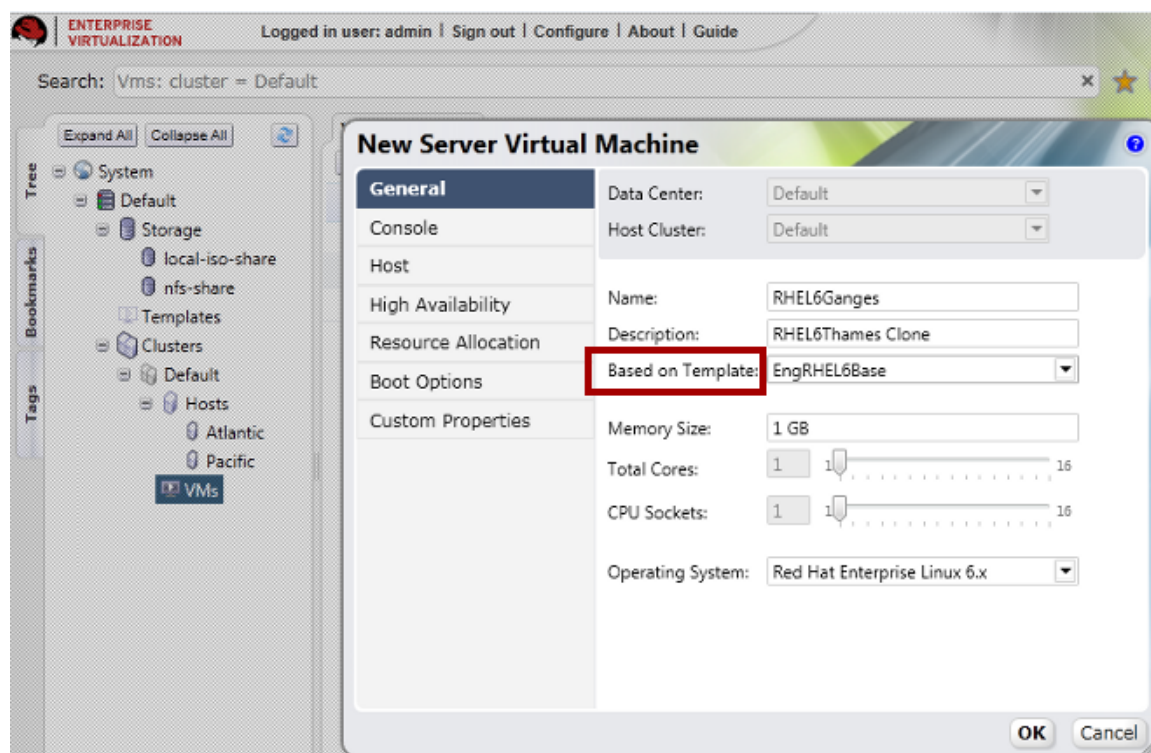 ENTERPRISE
VIRTUALIZATION
Logged in user: admin | Sign out | Configure | About | Guide
Search: Vms: cluster = Default
Expand All Collapse All
Tree
Bookmarks
Tags
System
Default
Storage
local-iso-share
nfs-share
Templates
Clusters
Default
Hosts
Atlantic
Pacific
VMs
New Server Virtual Machine
General
Console
Host
High Availability
Resource Allocation
Boot Options
Custom Properties
Data Center: Default
Host Cluster: Default
Name: RHEL6Ganges
Description: RHEL6Thames Clone
Based on Template: EngRHEL6Base
Memory Size: 1 GB
Total Cores: 1 1 16
CPU Sockets: 1 1 16
Operating System: Red Hat Enterprise Linux 6.x
OK Cancel